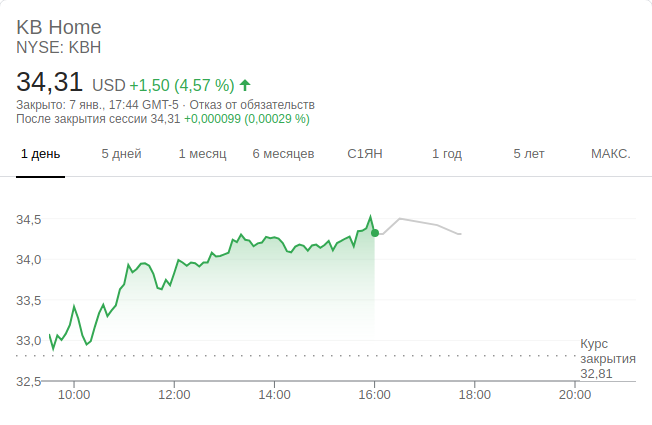 KB Home
NYSE: KBH
34,31 USD +1,50 (4,57 %)
Закрыто: 7 янв., 17:44 GMT-5 · Отказ от обязательств
После закрытия сессии 34,31 +0,000099 (0,00029 %)
1 день 5 дней 1 месяц 6 месяцев С1ЯН 1 год 5 лет МАКС.
34,5
34,0
33,5
33,0
Курс
закрытия
32,81
32,5
10:00 12:00 14:00 16:00 18:00 20:00